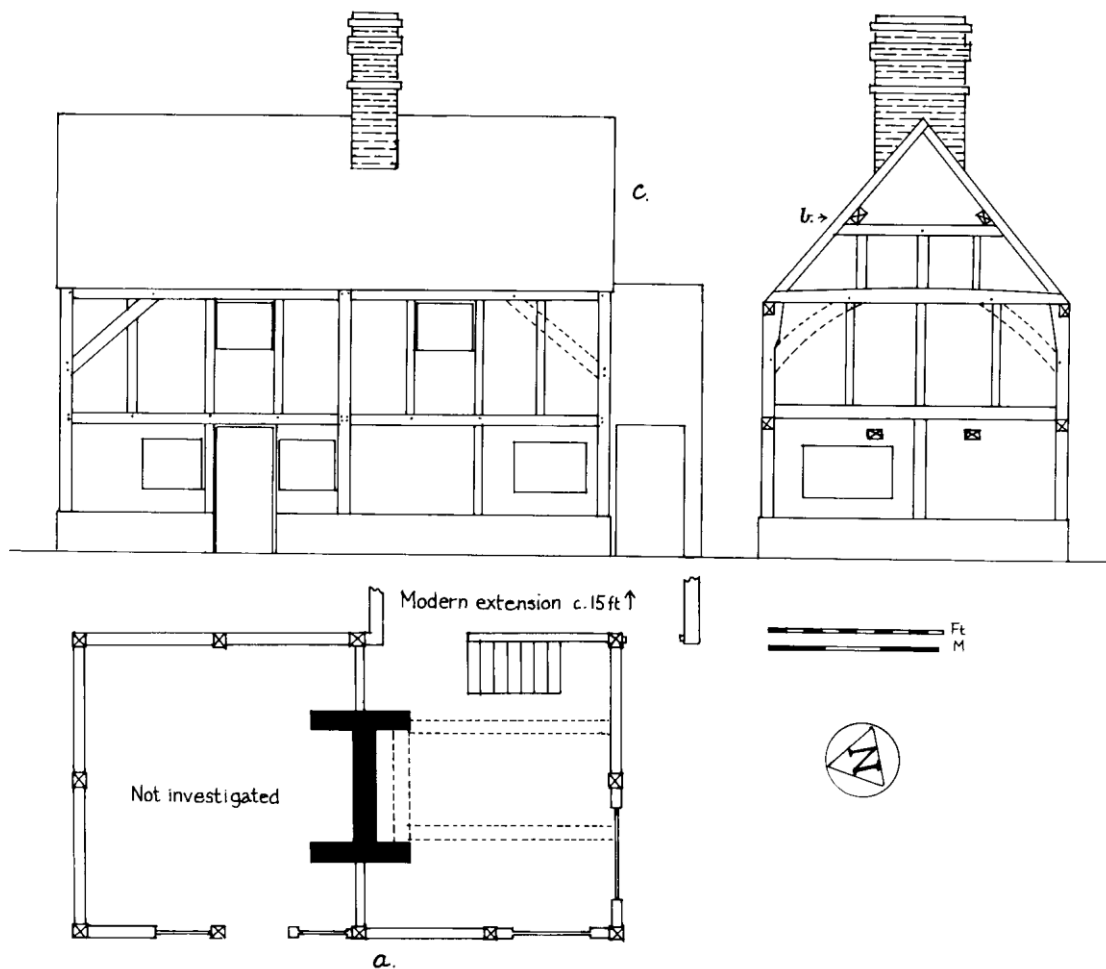 c.
b.→
Modern extension c.15ft ↑
Ft
M
N
Not investigated
a.